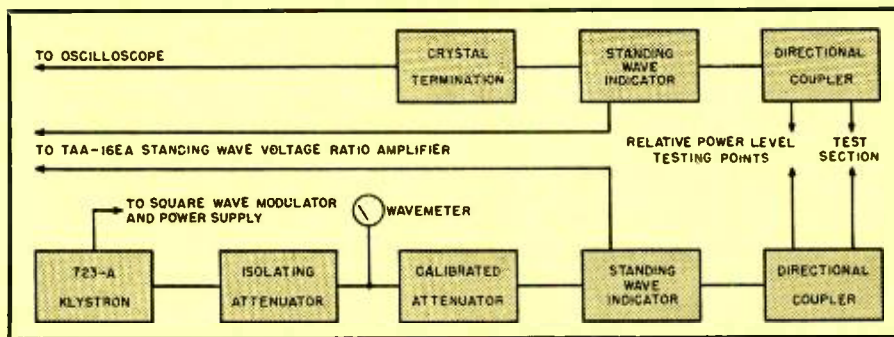 TO OSCILLOSCOPE
CRYSTAL
TERMINATION
STANDING
WAVE
INDICATOR
DIRECTIONAL
COUPLER
TO TAA-16EA STANDING WAVE VOLTAGE RATIO AMPLIFIER
RELATIVE POWER LEVEL
TESTING POINTS
TEST
SECTION
TO SQUARE WAVE MODULATOR
AND POWER SUPPLY
WAVEMETER
723-A
KLYSTRON
ISOLATING
ATTENUATOR
CALIBRATED
ATTENUATOR
STANDING
WAVE
INDICATOR
DIRECTIONAL
COUPLER